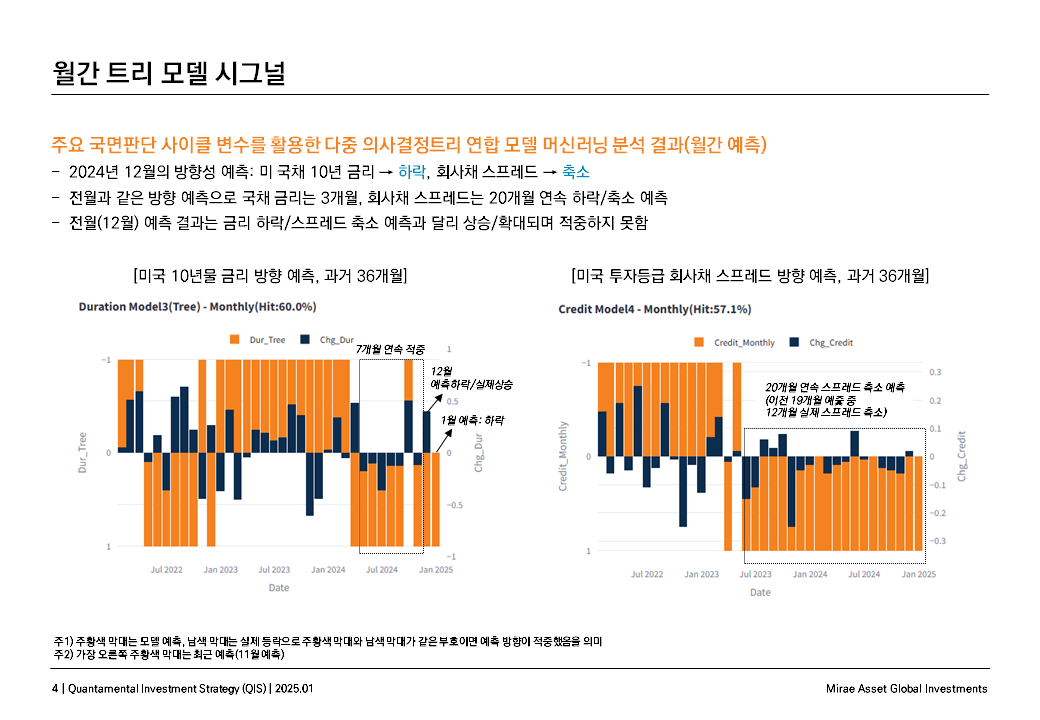 월간 트리 모델 시그널
주요 국면판단 사이클 변수를 활용한 다중 의사결정트리 연합 모델 머신러닝 분석 결과(월간 예측)
− 2024년 12월의 방향성 예측: 미 국채 10년 금리 → 하락, 회사채 스프레드 → 축소
− 전월과 같은 방향 예측으로 국채 금리는 3개월, 회사채 스프레드는 20개월 연속 하락/축소 예측
− 전월(12월) 예측 결과는 금리 하락/스프레드 축소 예측과 달리 상승/확대되며 적중하지 못함
[미국 10년물 금리 방향 예측, 과거 36개월]
Duration Model3(Tree) - Monthly(Hit:60.0%)
Dur_Tree Chg_Dur
7개월 연속 적중
12월
예측하락/실제상승
1월 예측: 하락
−1
0
1
Dur_Tree
1
0.5
0
−0.5
−1
Chg_Dur
Jul 2022 Jan 2023 Jul 2023 Jan 2024 Jul 2024 Jan 2025
Date
[미국 투자등급 회사채 스프레드 방향 예측, 과거 36개월]
Credit Model4 - Monthly(Hit:57.1%)
Credit_Monthly Chg_Credit
20개월 연속 스프레드 축소 예측
(이전 19개월 예측 중
12개월 실제 스프레드 축소)
−1
0
1
Credit_Monthly
0.3
0.2
0.1
0
−0.1
−0.2
−0.3
Chg_Credit
Jul 2022 Jan 2023 Jul 2023 Jan 2024 Jul 2024 Jan 2025
Date
주1) 주황색 막대는 모델 예측, 남색 막대는 실제 등락으로 주황색 막대와 남색 막대가 같은 부호이면 예측 방향이 적중했음을 의미
주2) 가장 오른쪽 주황색 막대는 최근 예측(11월 예측)
4 | Quantamental Investment Strategy (QIS) | 2025.01
Mirae Asset Global Investments